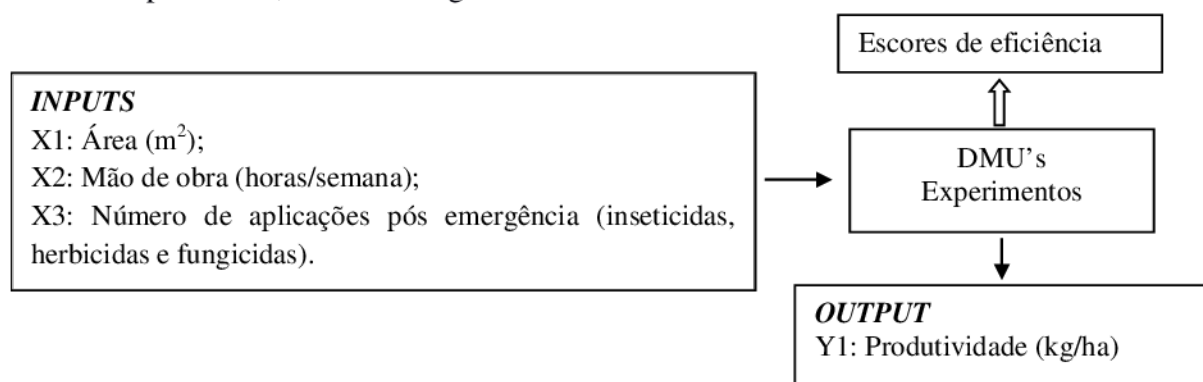 Escores de eficiência
INPUTS
X1: Área (m²);
X2: Mão de obra (horas/semana);
X3: Número de aplicações pós emergência (inseticidas,
herbicidas e fungicidas).
DMU's
Experimentos
OUTPUT
Y1: Produtividade (kg/ha)